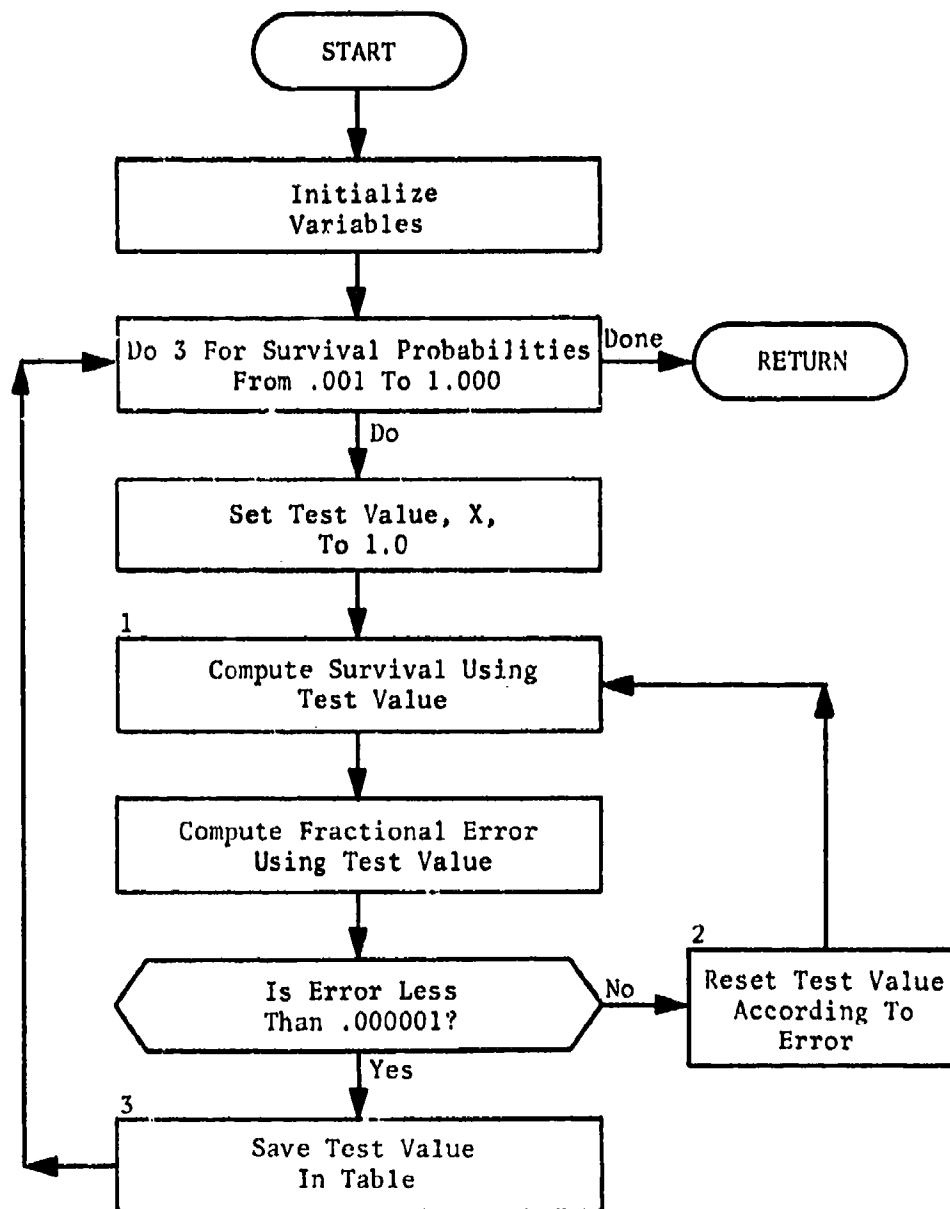 START
Initialize
Variables
Do 3 For Survival Probabilities
From .001 To 1.000
Done
RETURN
Do
Set Test Value, X,
To 1.0
1
Compute Survival Using
Test Value
Compute Fractional Error
Using Test Value
Is Error Less
Than .000001?
No
2
Reset Test Value
According To
Error
Yes
3
Save Test Value
In Table